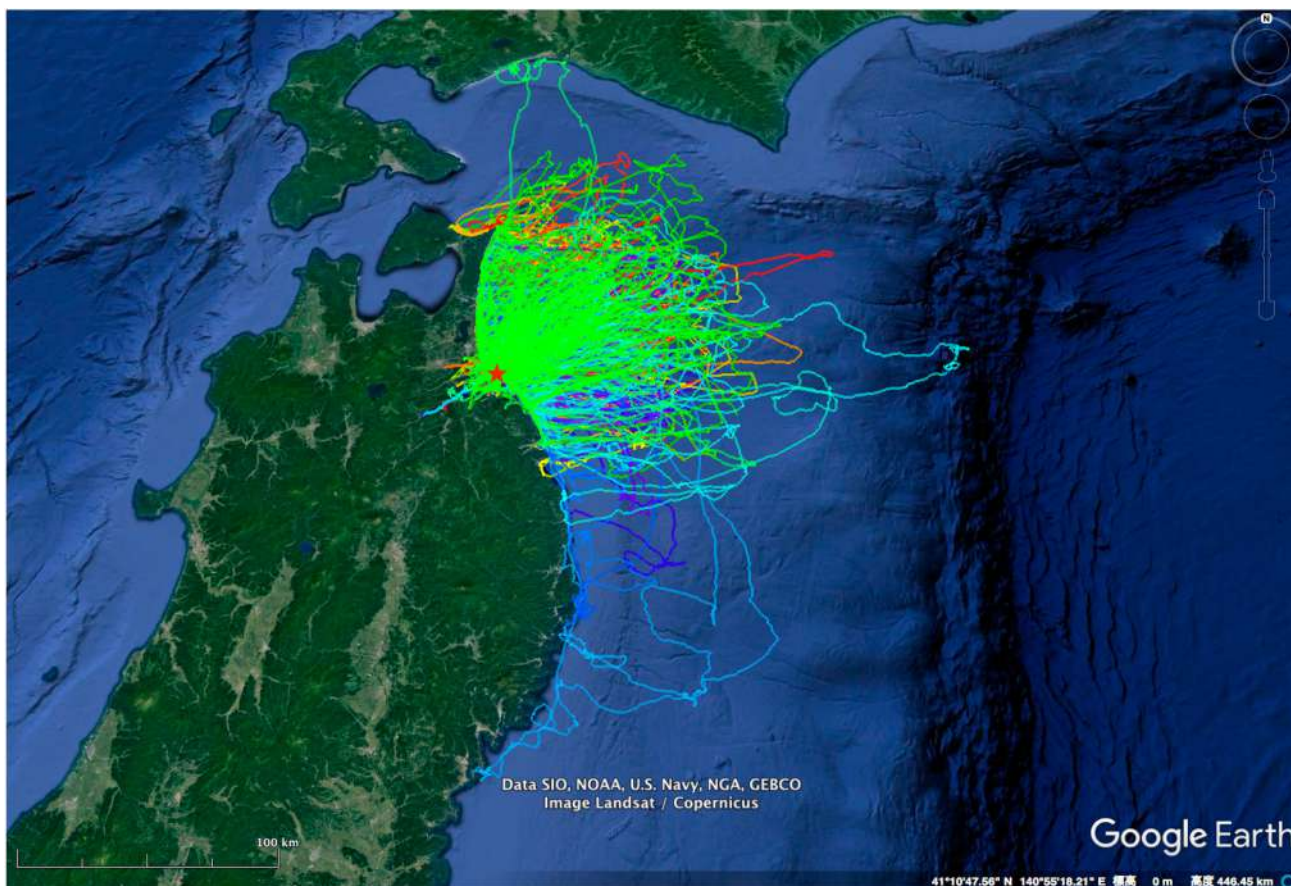 N
Data SIO, NOAA, U.S. Navy, NGA, GEBCO
Image Landsat / Copernicus
100 km
Google Earth
41°10'47.56" N 140°55'18.21" E 標高 0 m 高度 446.45 km